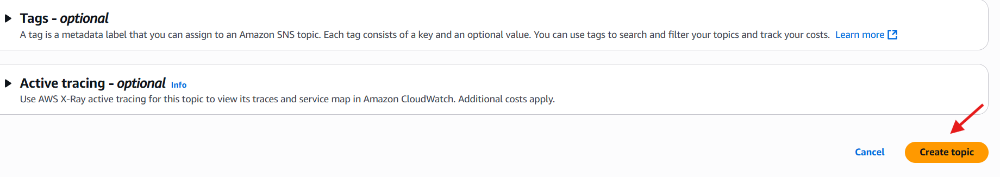 Tags - optional
A tag is a metadata label that you can assign to an Amazon SNS topic. Each tag consists of a key and an optional value. You can use tags to search and filter your topics and track your costs. Learn more
Active tracing - optional Info
Use AWS X-Ray active tracing for this topic to view its traces and service map in Amazon CloudWatch. Additional costs apply.
Cancel Create topic